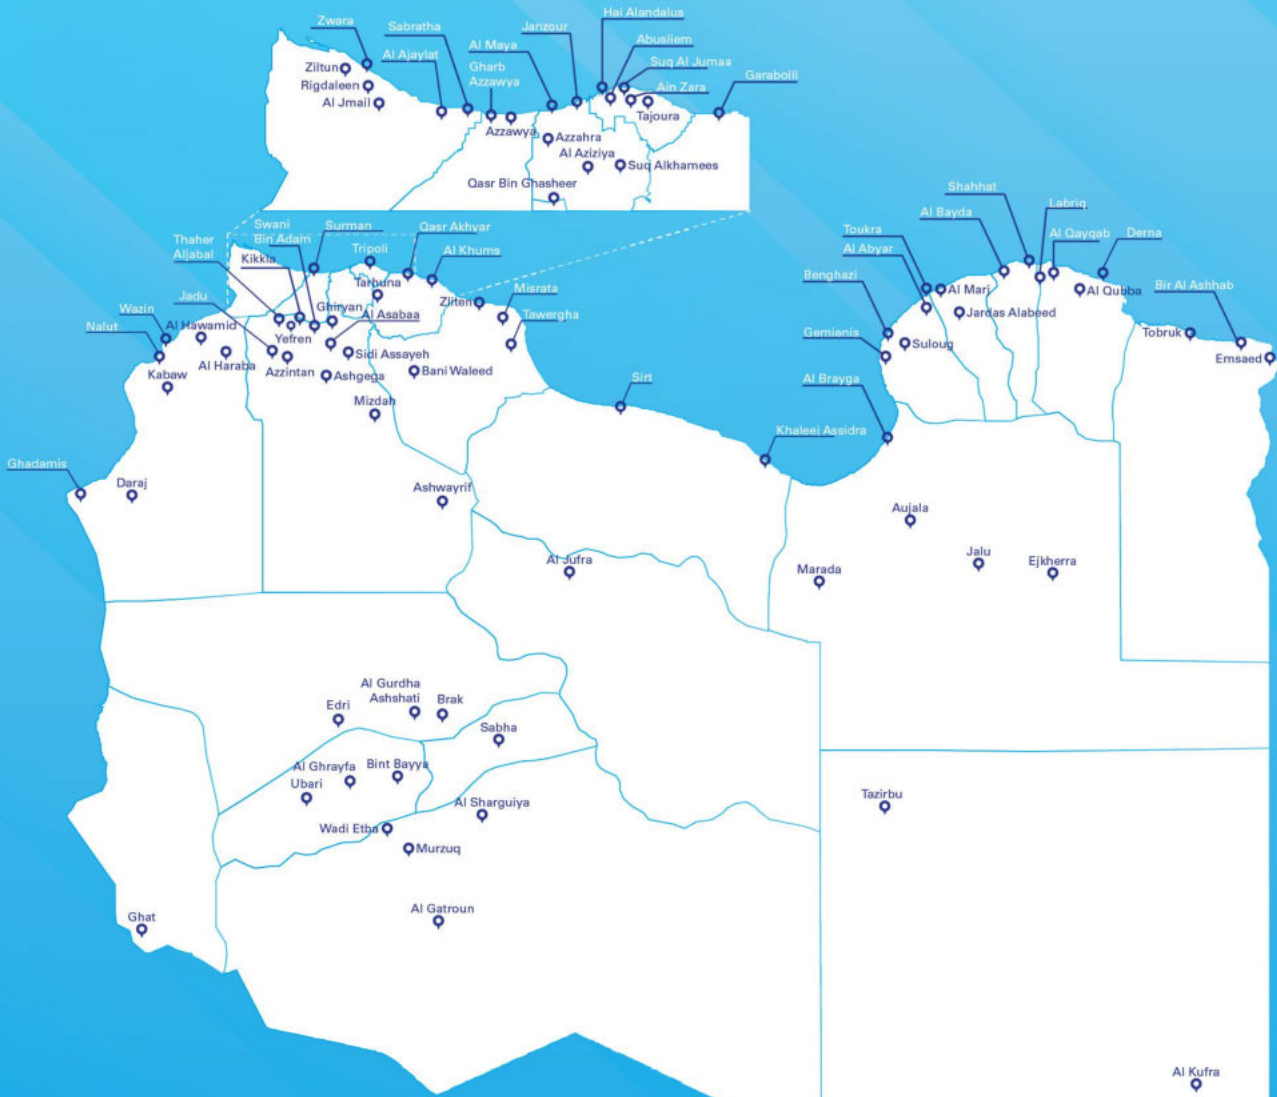 Hai Alandalus
Zwara
Sabratha
Janzour
Abusliem
Al Maya
Al Ajaylat
Suq Al Jumaa
Ziltun
Gharb
Azzawya
Garabolli
Rigdaleen
Ain Zara
Al Jmail
Tajoura
Azzawya
Azzahra
Al Aziziya
Suq Alkhamees
Qasr Bin Ghasheer
Shahhat
Labriq
Al Bayda
Swani
Bin Adam
Surman
Qasr Akhyar
Toukra
Al Qayqab
Derna
Thaher
Aljabal
Tripoli
Al Khums
Al Abyar
Kikkla
Benghazi
Tarhuna
Al Marj
Al Qubba
Bir Al Ashhab
Jadu
Zliten
Misrata
Wazin
Ghiryan
Al Asabaa
Tawergha
Jardas Alabeed
Nalut
Al Hawamid
Yefren
Gemienis
Suloug
Tobruk
Emsaed
Al Haraba
Sidi Assayeh
Kabaw
Azzintan
Ashgega
Bani Waleed
Sirt
Al Brayga
Mizdah
Khaleej Assidra
Ghadamis
Daraj
Ashwayrif
Aujala
Al Jufra
Jalu
Ejkherra
Marada
Al Gurdha
Ashshati
Brak
Edri
Sabha
Al Ghrayfa
Bint Bayya
Ubari
Tazirbu
Al Sharguiya
Wadi Etba
Murzuq
Al Gatroun
Ghat
Al Kufra